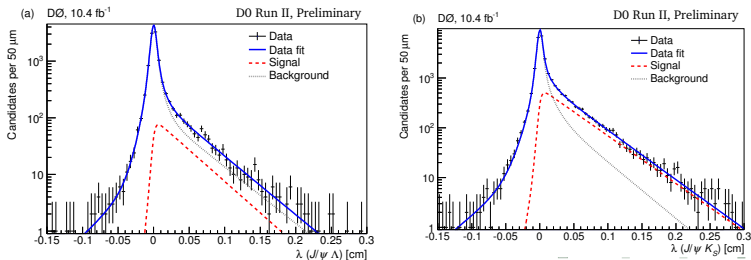 (a) DØ, 10.4 fb⁻¹ D0 Run II, Preliminary
Candidates per 50 μm
Data
Data fit
Signal
Background
10³
10²
10
1
-0.15 -0.1 -0.05 0 0.05 0.1 0.15 0.2 0.25 0.3
λ (J/ψ Λ) [cm]
(b) DØ, 10.4 fb⁻¹ D0 Run II, Preliminary
Candidates per 50 μm
Data
Data fit
Signal
Background
10³
10²
10
1
-0.15 -0.1 -0.05 0 0.05 0.1 0.15 0.2 0.25 0.3
λ (J/ψ K_S) [cm]